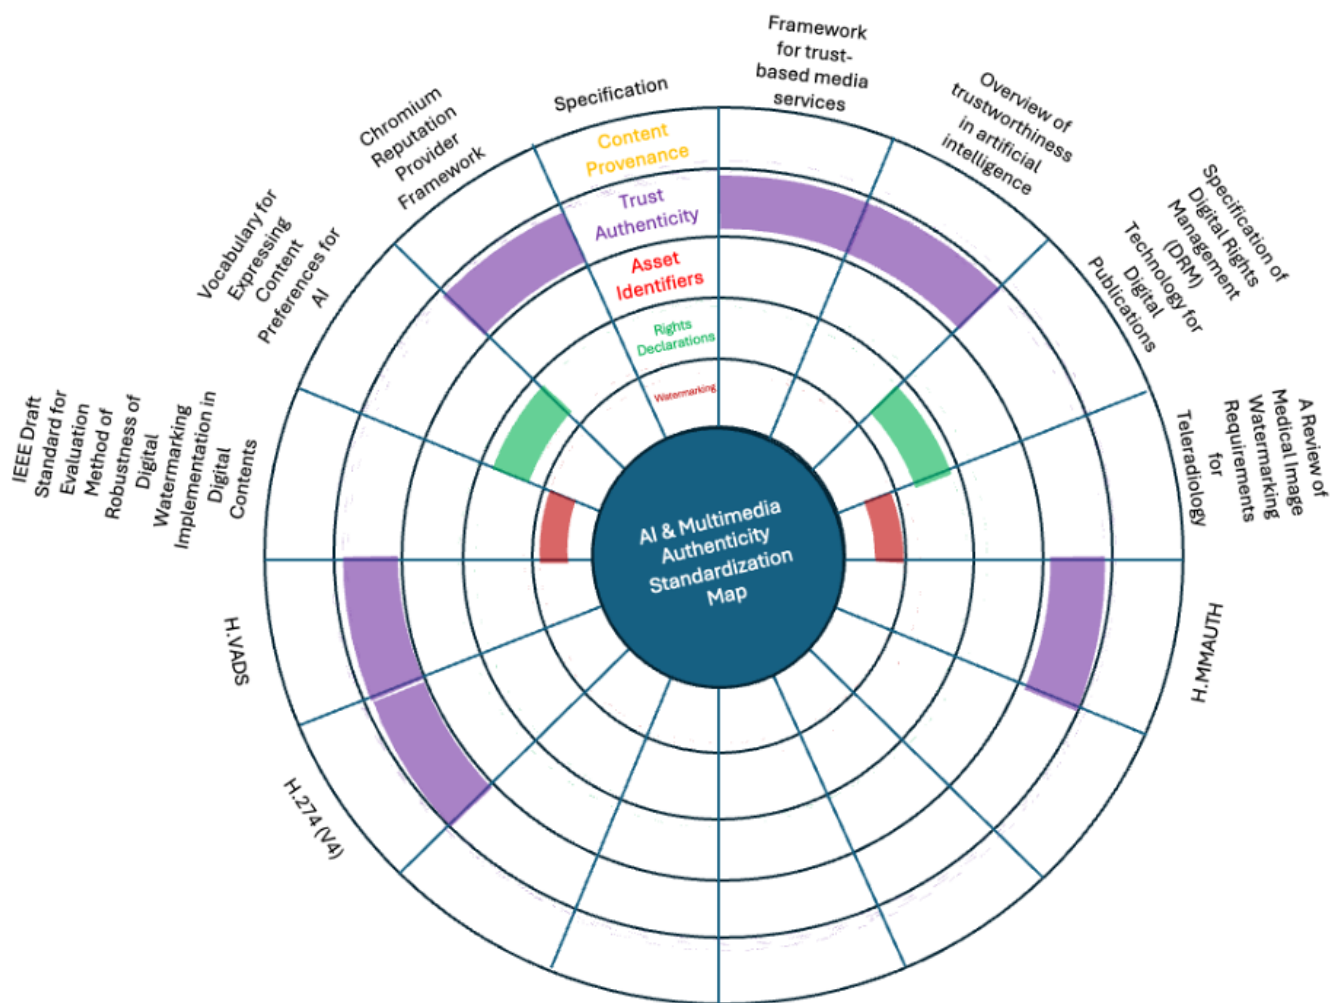 Framework
for trust-
based media
services
Overview of
trustworthiness
in artificial
intelligence
Specification of
Digital Rights
Management
(DRM)
Technology for
Digital
Publications
A Review of
Medical Image
Watermarking
Requirements
for
Teleradiology
H.MMAUTH
H.274 (V4)
H.VADS
IEEE Draft
Standard for
Evaluation
Method of
Robustness of
Digital
Watermarking
Implementation in
Digital
Contents
Vocabulary for
Expressing
Content
Preferences for
AI
Chromium
Reputation
Provider
Framework
Specification
Content
Provenance
Trust
Authenticity
Asset
Identifiers
Rights
Declarations
Watermarking
AI & Multimedia
Authenticity
Standardization
Map